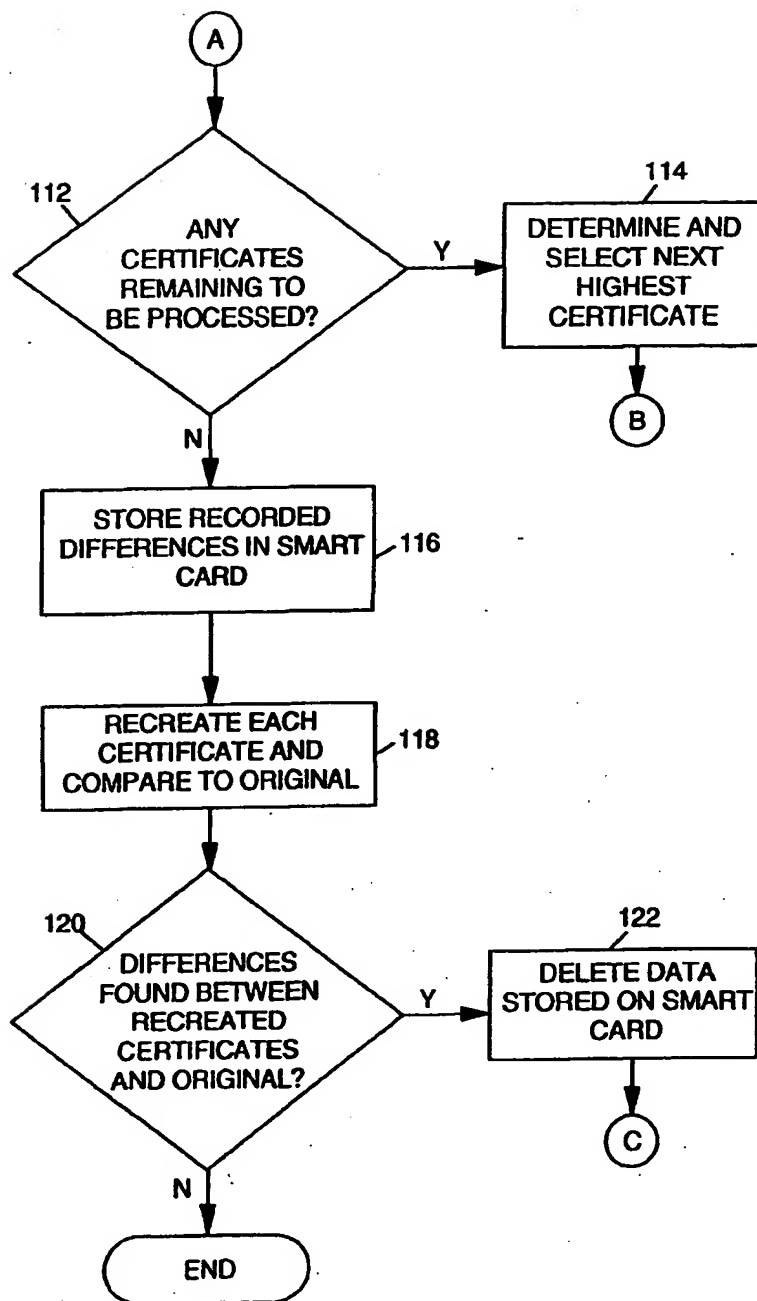 A
112
ANY
CERTIFICATES
REMAINING TO
BE PROCESSED?
Y
114
DETERMINE AND
SELECT NEXT
HIGHEST
CERTIFICATE
B
N
STORE RECORDED
DIFFERENCES IN SMART
CARD
116
RECREATE EACH
CERTIFICATE AND
COMPARE TO ORIGINAL
118
120
DIFFERENCES
FOUND BETWEEN
RECREATED
CERTIFICATES
AND ORIGINAL?
Y
122
DELETE DATA
STORED ON SMART
CARD
C
N
END